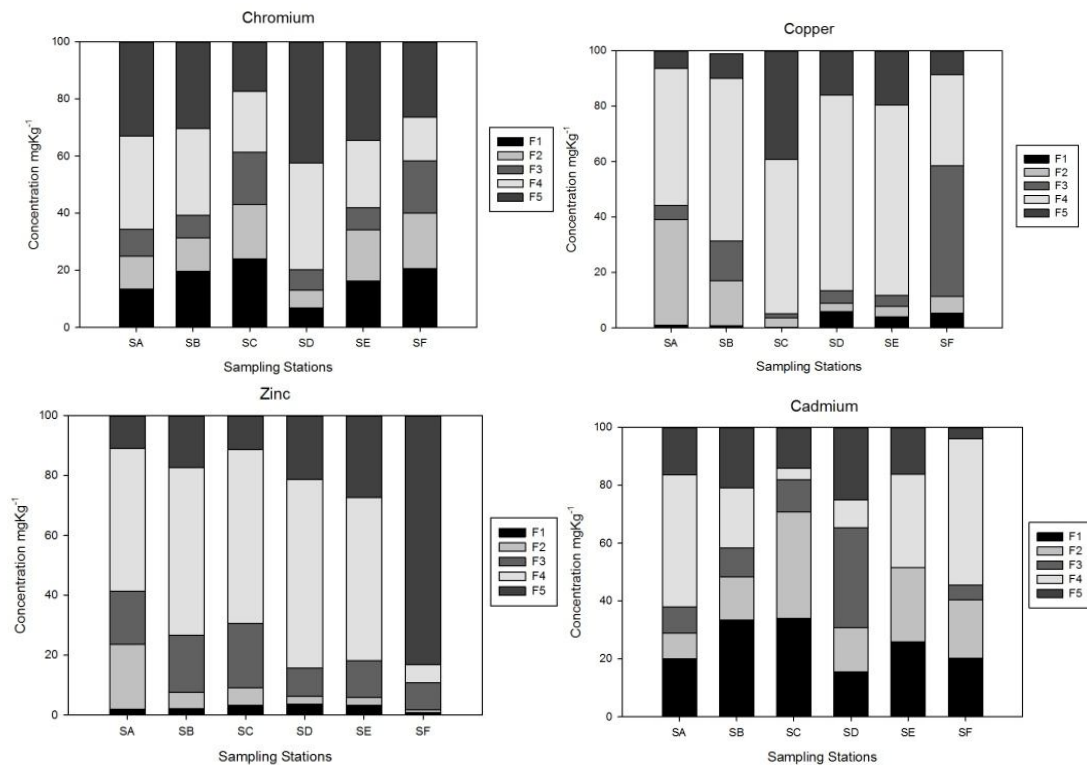 Chromium
Concentration mgKg⁻¹
100
80
60
40
20
0
SA SB SC SD SE SF
Sampling Stations
F1
F2
F3
F4
F5
Copper
Concentration mgKg⁻¹
100
80
60
40
20
0
SA SB SC SD SE SF
Sampling Stations
F1
F2
F3
F4
F5
Zinc
Concentration mgKg⁻¹
100
80
60
40
20
0
SA SB SC SD SE SF
Sampling Stations
F1
F2
F3
F4
F5
Cadmium
Concentration mgKg⁻¹
100
80
60
40
20
0
SA SB SC SD SE SF
Sampling Stations
F1
F2
F3
F4
F5